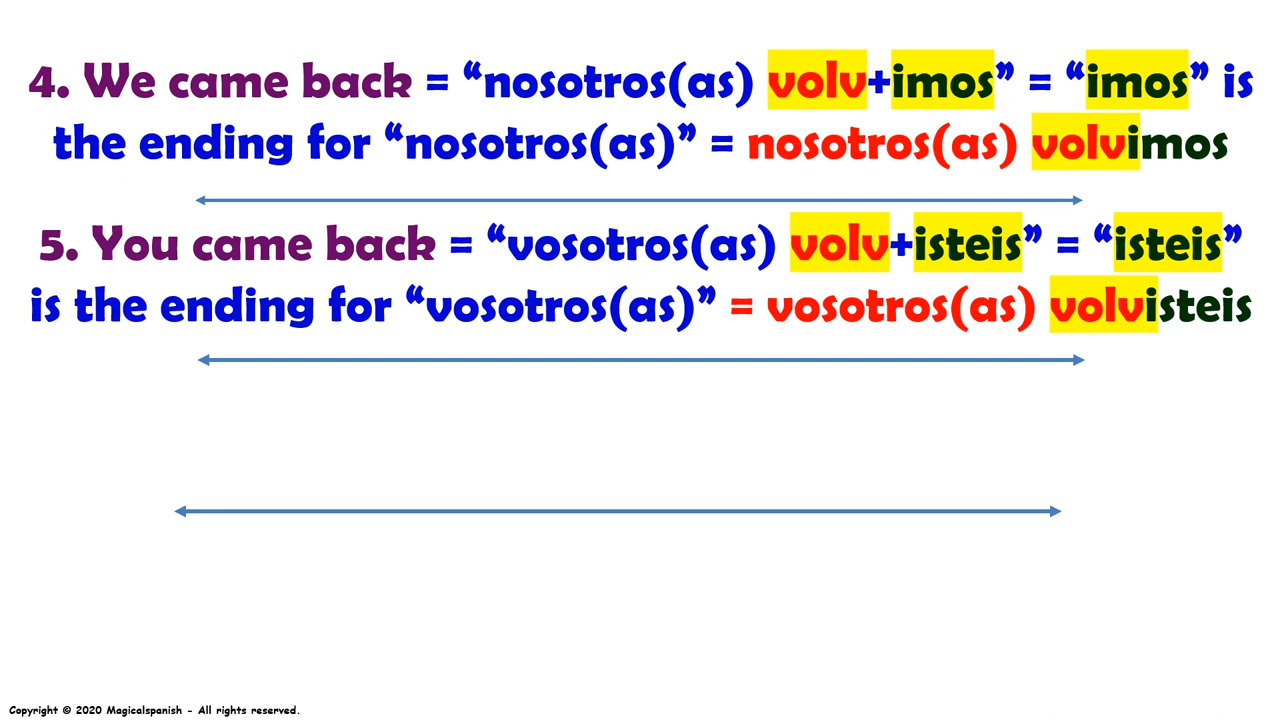 4. We came back = “nosotros(as) volv+imos” = “imos” is
the ending for “nosotros(as)” = nosotros(as) volvimos
5. You came back = “vosotros(as) volv+isteis” = “isteis”
is the ending for “vosotros(as)” = vosotros(as) volvisteis
Copyright © 2020 Magicalspanish - All rights reserved.